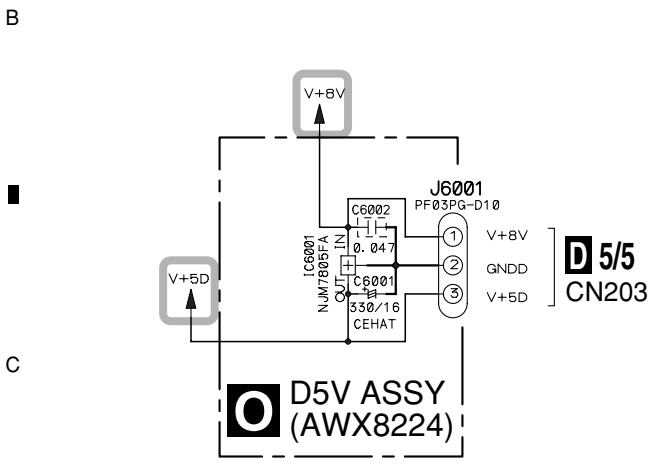 B
V+8V
J6001
PF03PG-D10
C6002
0.047
IC6001
NJM7805FA
OUT IN
1 V+8V
2 GNDD
3 V+5D
D 5/5
CN203
V+5D
C6001
+
330/16
CEHAT
C
O D5V ASSY
(AWX8224)